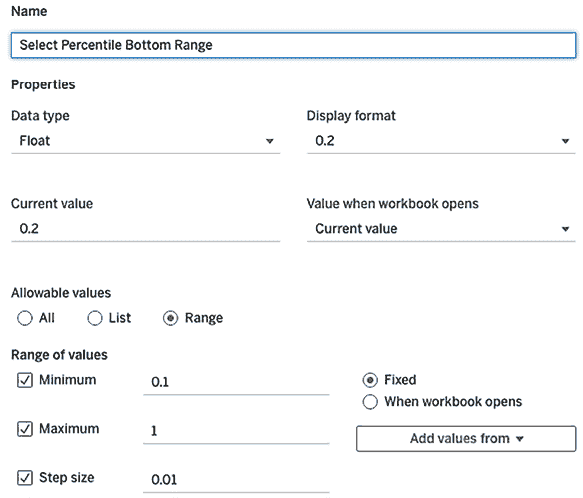 Name
Select Percentile Bottom Range
Properties
Data type
Display format
Float
0.2
Current value
Value when workbook opens
0.2
Current value
Allowable values
All
List
Range
Range of values
Minimum
0.1
Fixed
When workbook opens
Maximum
1
Add values from
Step size
0.01